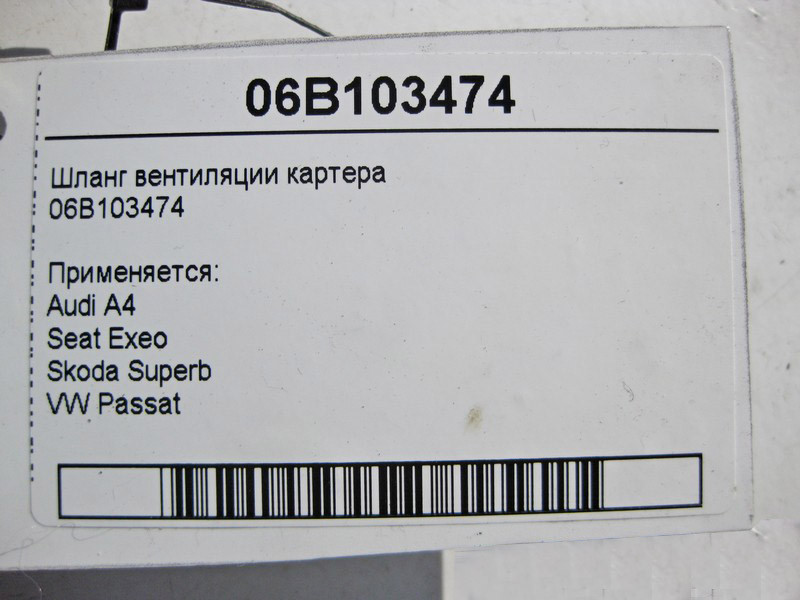 06B103474
Шланг вентиляции картера
06B103474
Применяется:
Audi A4
Seat Exeo
Skoda Superb
VW Passat